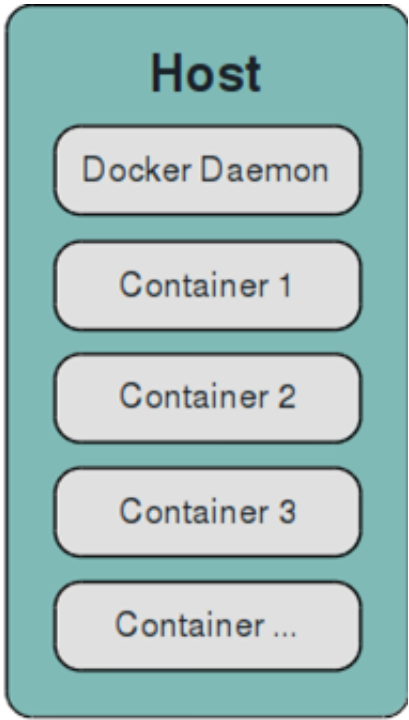 Host
Docker Daemon
Container 1
Container 2
Container 3
Container ...